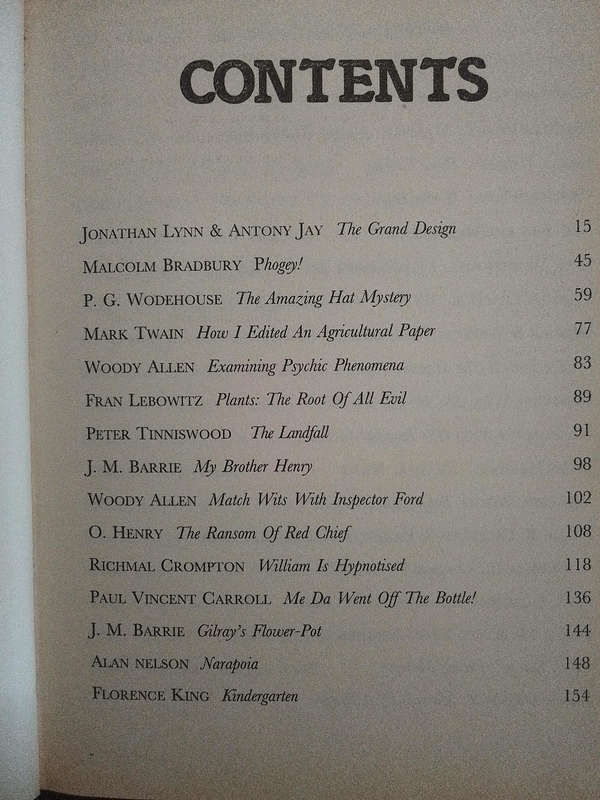 CONTENTS
JONATHAN LYNN & ANTONY JAY The Grand Design 15
MALCOLM BRADBURY Phogey! 45
P. G. WODEHOUSE The Amazing Hat Mystery 59
MARK TWAIN How I Edited An Agricultural Paper 77
WOODY ALLEN Examining Psychic Phenomena 83
FRAN LEBOWITZ Plants: The Root Of All Evil 89
PETER TINNISWOOD The Landfall 91
J. M. BARRIE My Brother Henry 98
WOODY ALLEN Match Wits With Inspector Ford 102
O. HENRY The Ransom Of Red Chief 108
RICHMAL CROMPTON William Is Hypnotised 118
PAUL VINCENT CARROLL Me Da Went Off The Bottle! 136
J. M. BARRIE Gilray's Flower-Pot 144
ALAN NELSON Narapoia 148
FLORENCE KING Kindergarten 154